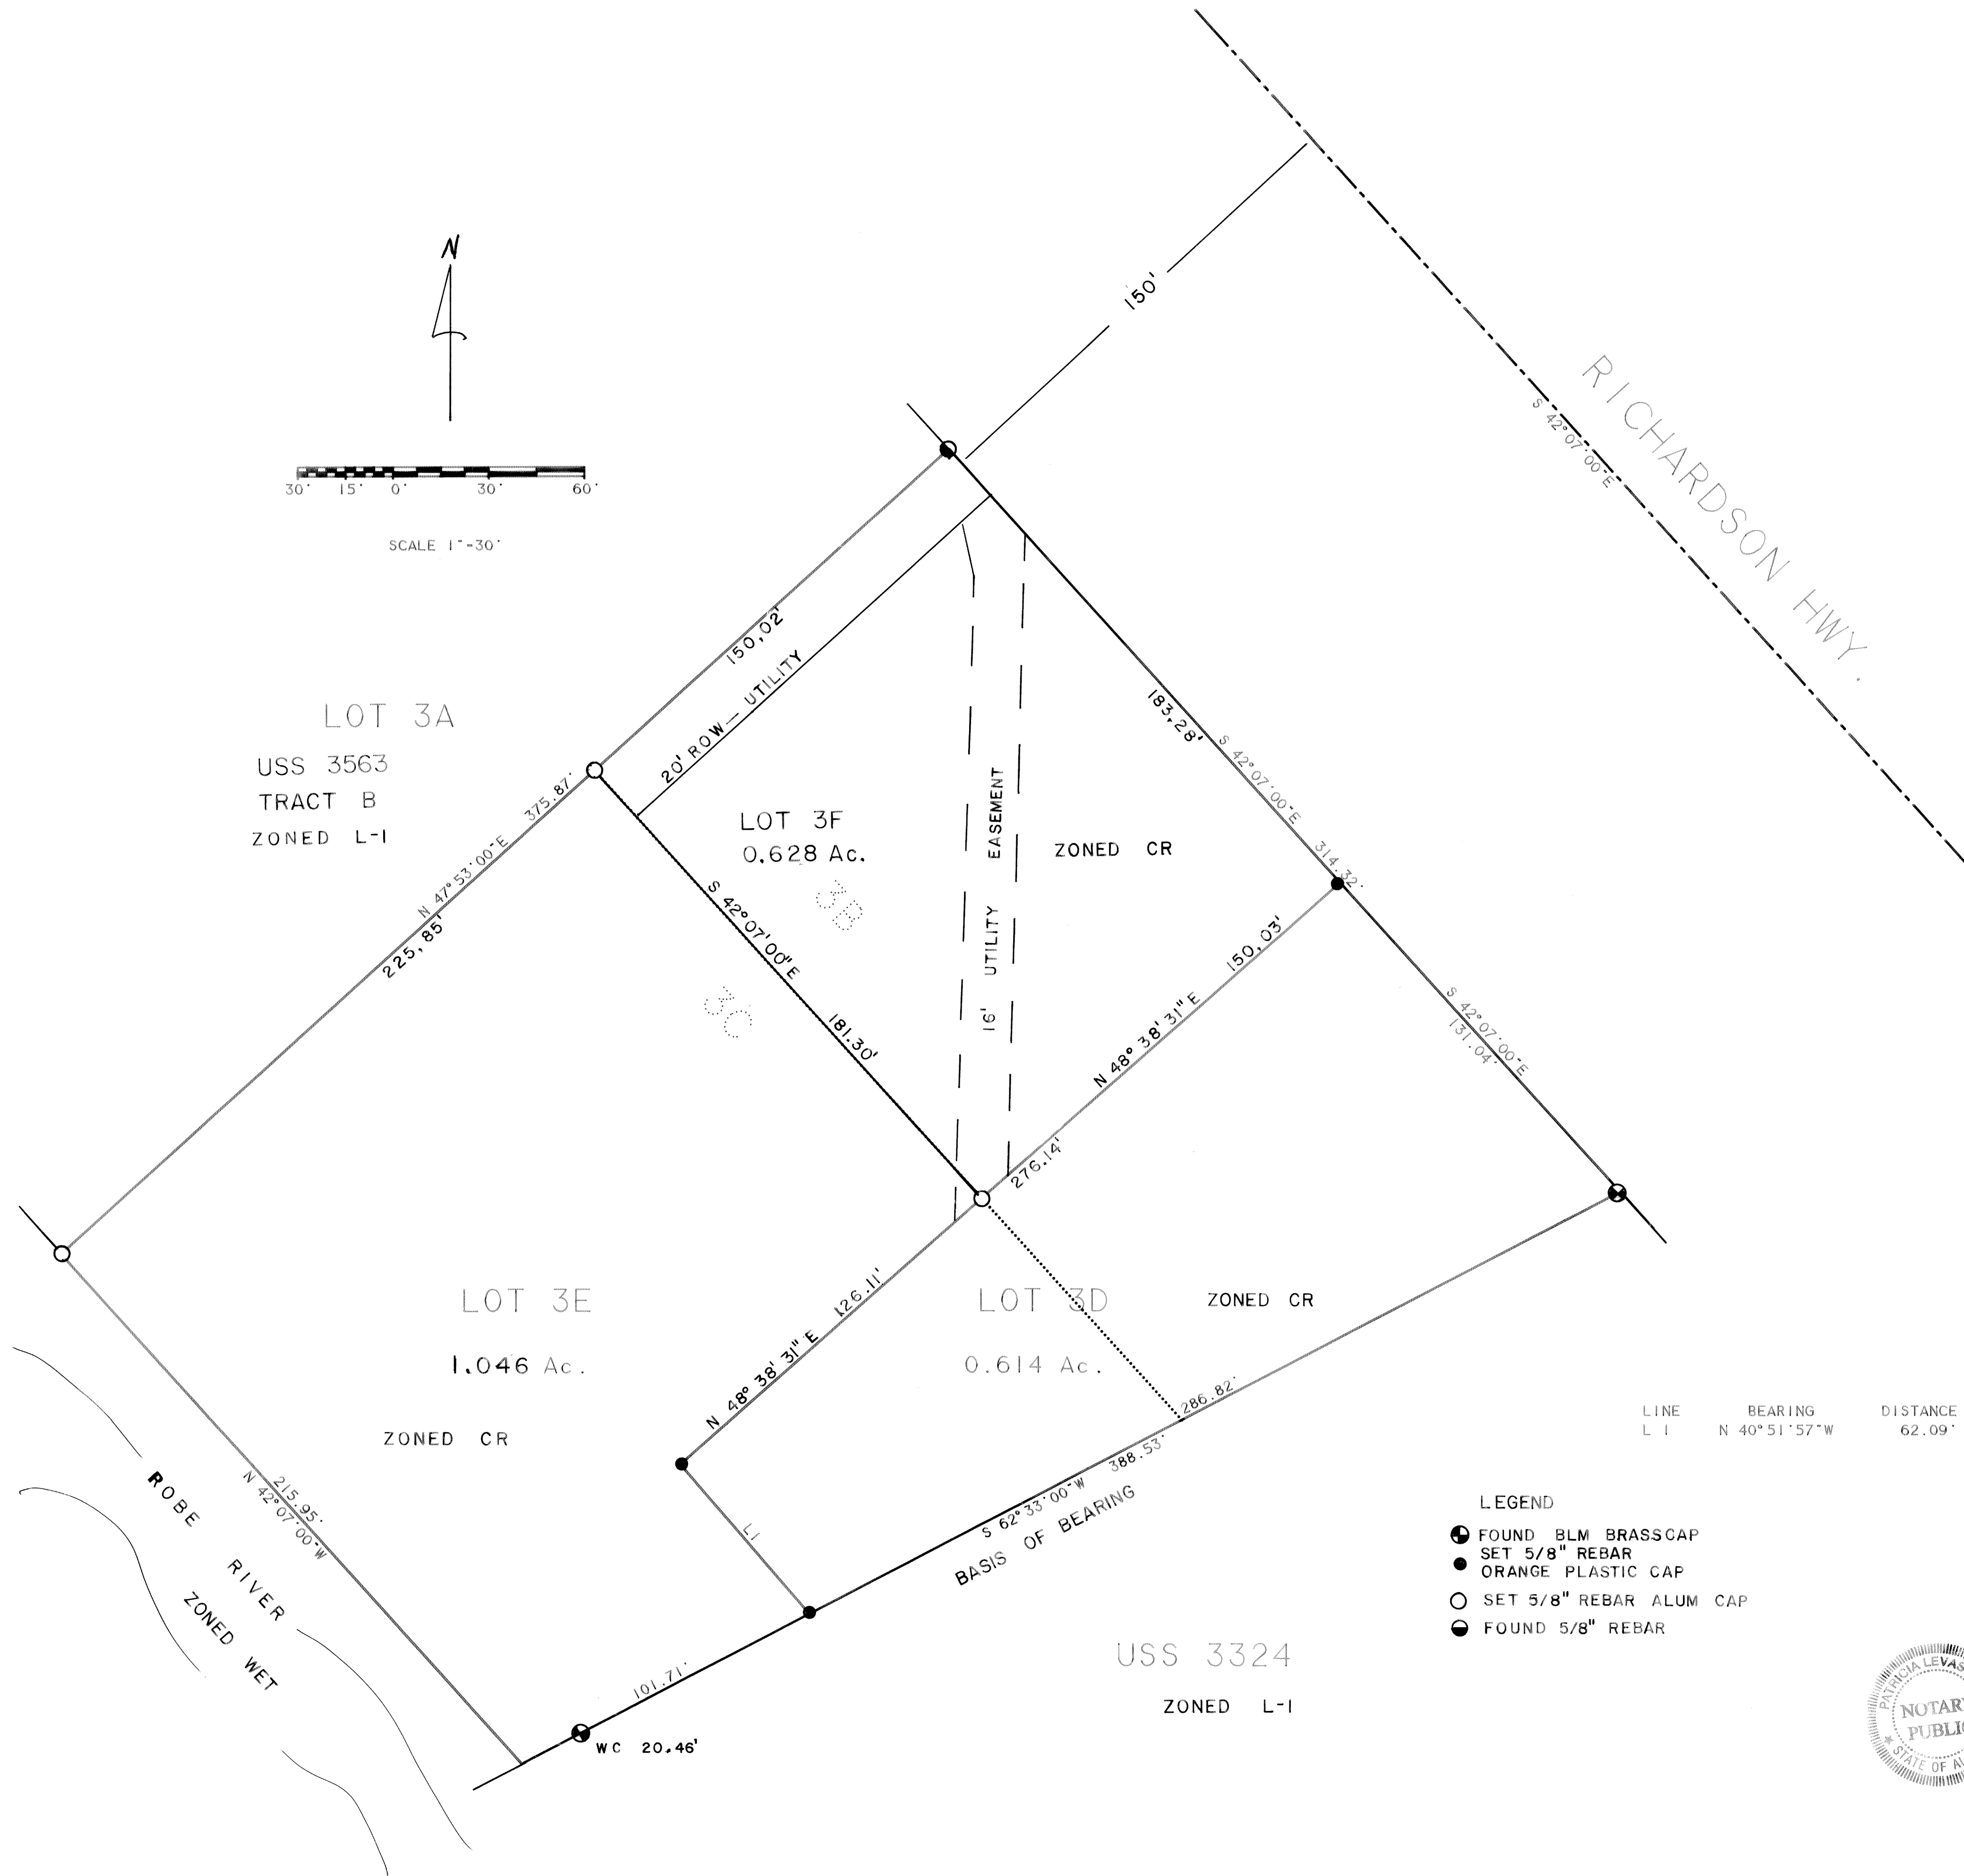 N
30' 15' 0' 30' 60'
SCALE 1"-30'
150'
RICHARDSON HWY.
S 42°07'00"E
150,02'
20' ROW — UTILITY
LOT 3A
USS 3563
TRACT B
ZONED L-1
N 47°53'00"E 375.87'
225,85'
LOT 3F
0.628 Ac.
3B
3C
16' UTILITY EASEMENT
ZONED CR
183,28'
S 42°07'00"E 314.32'
S 42°07'00"E
181.30'
N 48°38'31"E 150,03'
276.14'
S 42°07'00"E
131.04'
LOT 3E
1.046 Ac.
ZONED CR
N 48°38'31"E 126.11'
LOT 3D
0.614 Ac.
ZONED CR
286.82'
S 62°33'00"W 388.53'
BASIS OF BEARING
L1
215.95'
N 42°07'00"W
ROBE RIVER
ZONED WET
101.71'
WC 20.46'
USS 3324
ZONED L-1
LINE BEARING DISTANCE
L 1 N 40°51'57"W 62.09'
LEGEND
FOUND BLM BRASSCAP
SET 5/8" REBAR
ORANGE PLASTIC CAP
SET 5/8" REBAR ALUM CAP
FOUND 5/8" REBAR
PATRICIA
NOTARY
PUBLIC
STATE OF